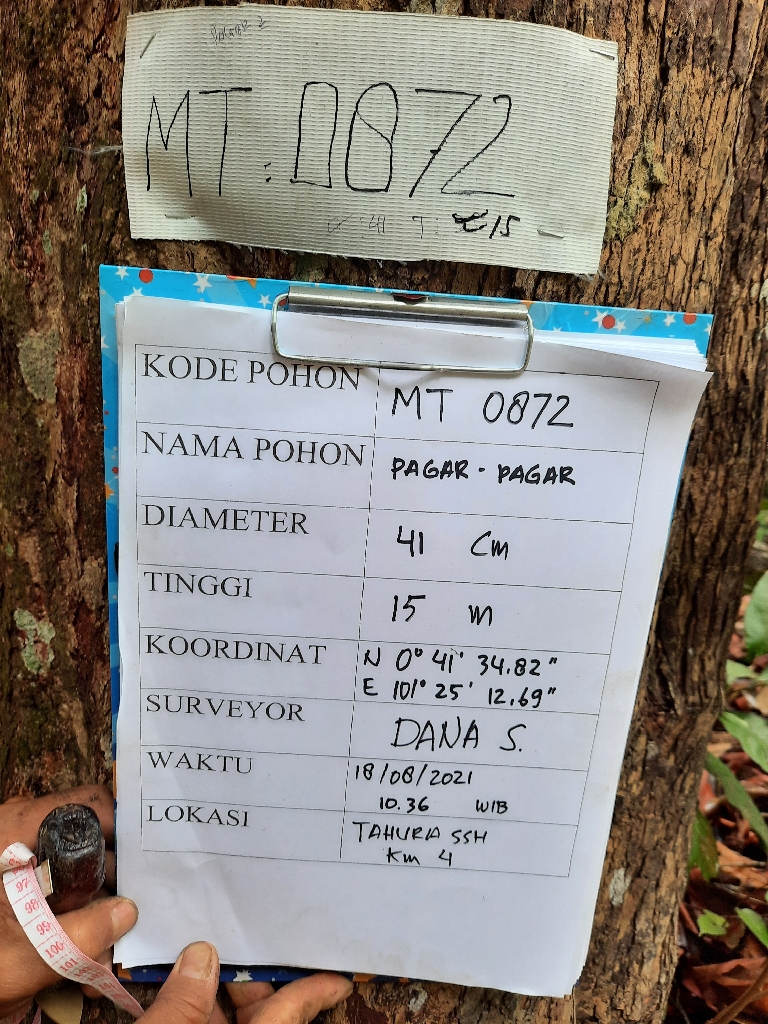 MT : 0872
41 T: 15
KODE POHON MT 0872
NAMA POHON PAGAR - PAGAR
DIAMETER 41 Cm
TINGGI 15 m
KOORDINAT N 0° 41' 34.82"
E 101° 25' 12.69"
SURVEYOR DANA S.
WAKTU 18/08/2021
10.36 WIB
LOKASI TAHURA SSH
Km 4
97
98
99
100
101